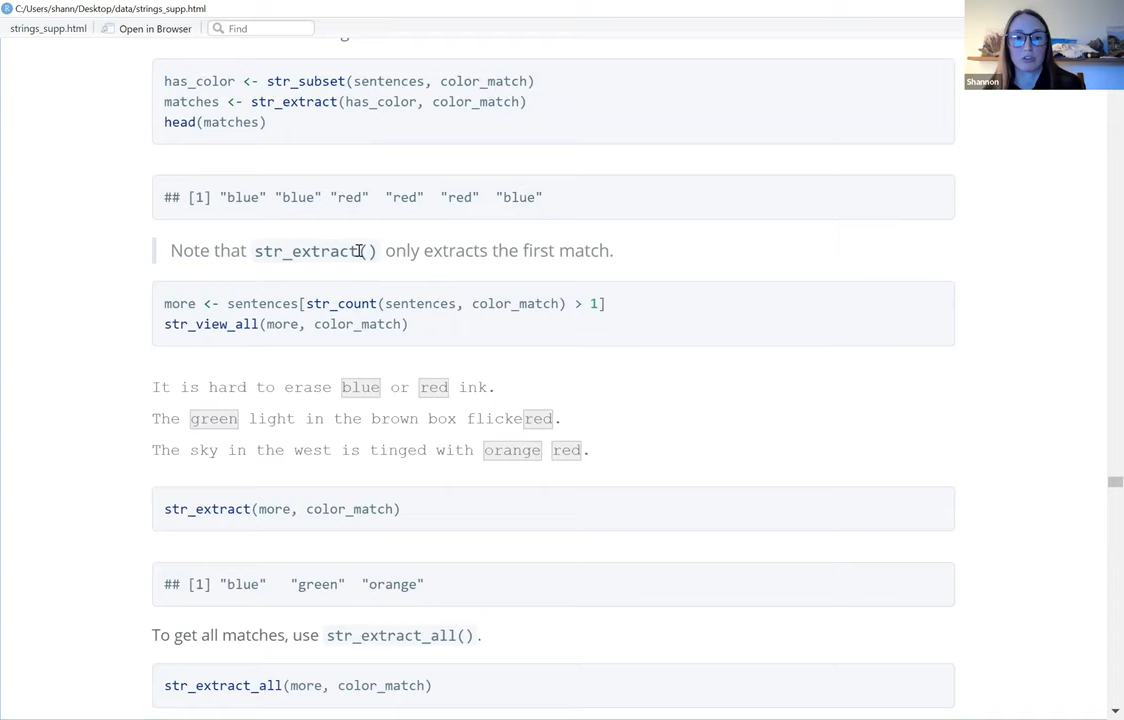 C:/Users/shann/Desktop/data/strings_supp.html
strings_supp.html Open in Browser Find
has_color <- str_subset(sentences, color_match)
matches <- str_extract(has_color, color_match)
head(matches)
## [1] "blue" "blue" "red" "red" "red" "blue"
Note that str_extract() only extracts the first match.
more <- sentences[str_count(sentences, color_match) > 1]
str_view_all(more, color_match)
It is hard to erase blue or red ink.
The green light in the brown box flickered.
The sky in the west is tinged with orange red.
str_extract(more, color_match)
## [1] "blue" "green" "orange"
To get all matches, use str_extract_all().
str_extract_all(more, color_match)
Shannon